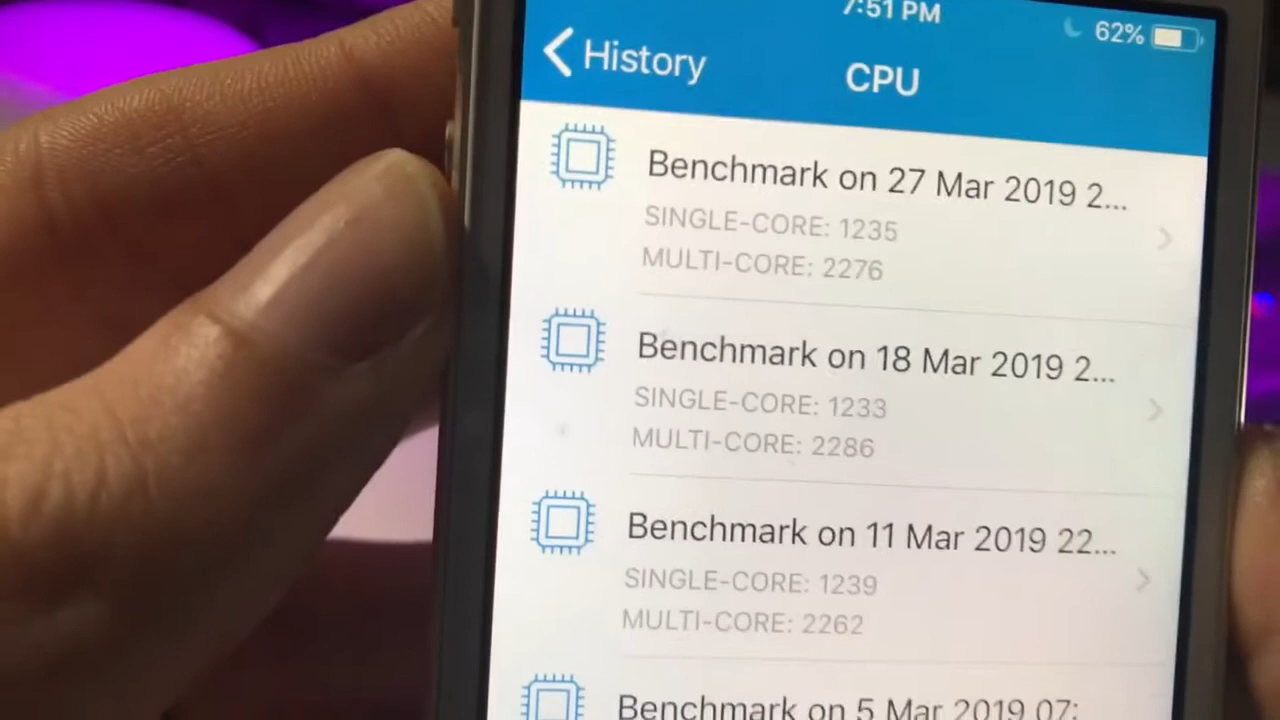 7:51 PM
62%
History
CPU
Benchmark on 27 Mar 2019 2...
SINGLE-CORE: 1235
MULTI-CORE: 2276
Benchmark on 18 Mar 2019 2...
SINGLE-CORE: 1233
MULTI-CORE: 2286
Benchmark on 11 Mar 2019 22...
SINGLE-CORE: 1239
MULTI-CORE: 2262
Benchmark on 5 Mar 2019 07: